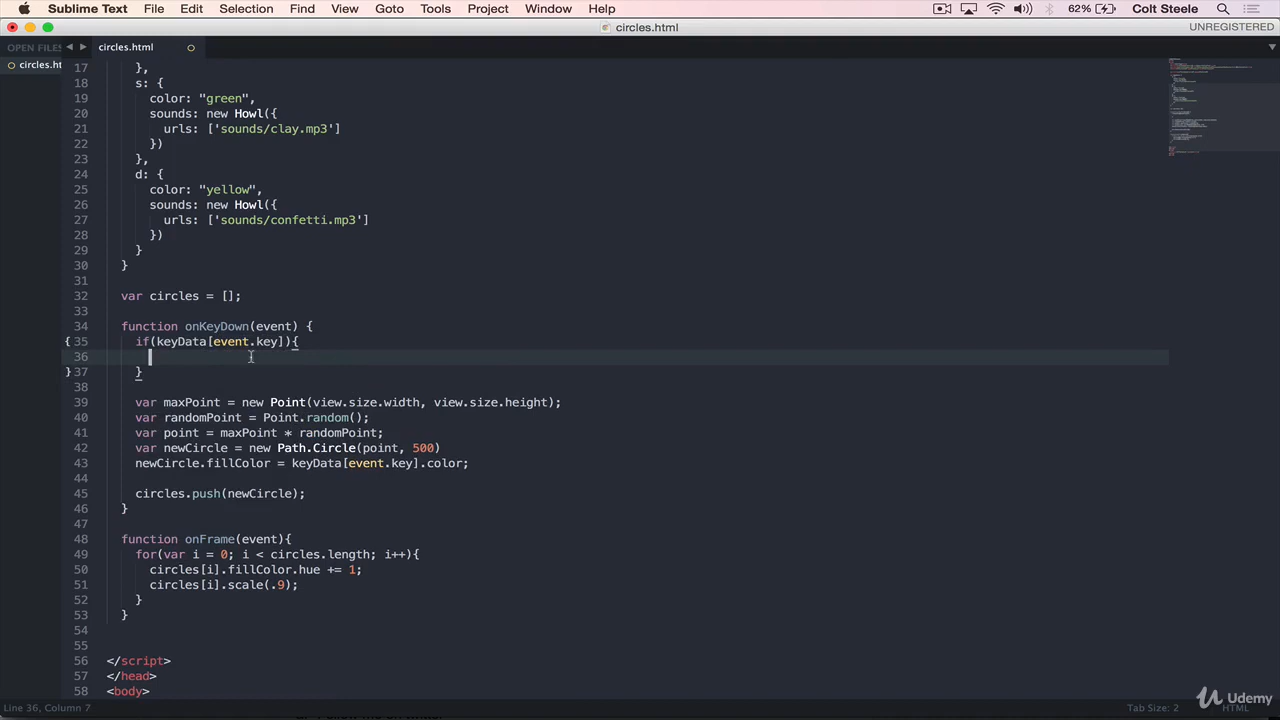 Sublime Text File Edit Selection Find View Goto Tools Project Window Help 62% Colt Steele
circles.html UNREGISTERED
OPEN FILES circles.html
circles.ht
17 },
18 s: {
19 color: "green",
20 sounds: new Howl({
21 urls: ['sounds/clay.mp3']
22 })
23 },
24 d: {
25 color: "yellow",
26 sounds: new Howl({
27 urls: ['sounds/confetti.mp3']
28 })
29 }
30 }
31
32 var circles = [];
33
34 function onKeyDown(event) {
{ 35 if(keyData[event.key]){
36
} 37 }
38
39 var maxPoint = new Point(view.size.width, view.size.height);
40 var randomPoint = Point.random();
41 var point = maxPoint * randomPoint;
42 var newCircle = new Path.Circle(point, 500)
43 newCircle.fillColor = keyData[event.key].color;
44
45 circles.push(newCircle);
46 }
47
48 function onFrame(event){
49 for(var i = 0; i < circles.length; i++){
50 circles[i].fillColor.hue += 1;
51 circles[i].scale(.9);
52 }
53 }
54
55
56 </script>
57 </head>
58 <body>
Line 36, Column 7 Tab Size: 2 HTML
Udemy